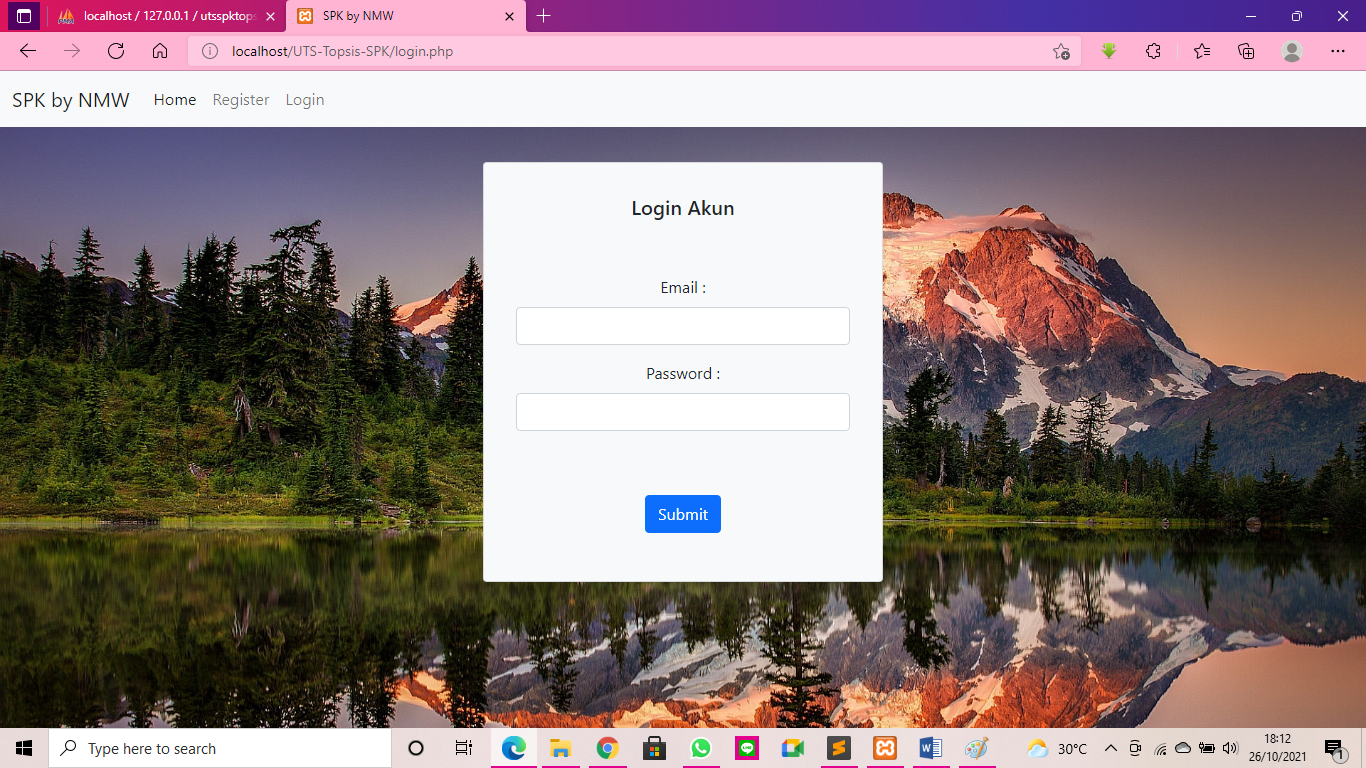 localhost / 127.0.0.1 / utsspktops
SPK by NMW
localhost/UTS-Topsis-SPK/login.php
SPK by NMW Home Register Login
Login Akun
Email :
Password :
Submit
Type here to search
30°C
18:12
26/10/2021
1